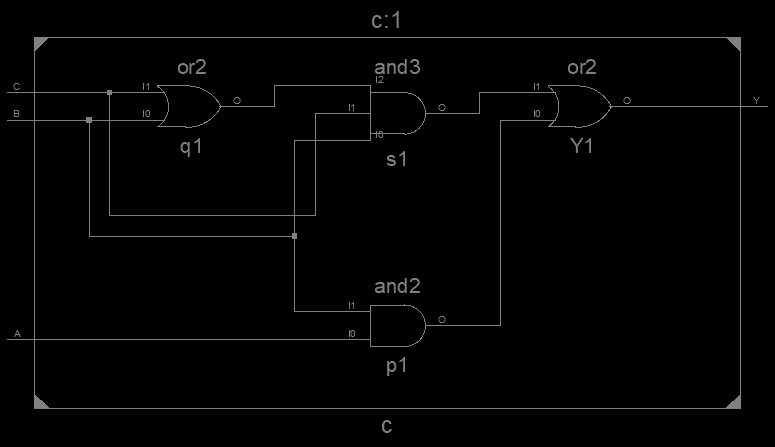 c:1
or2
and3
or2
I2
C
I1
O
I1
O
I1
O
Y
B
I0
I0
I0
q1
s1
Y1
and2
I1
O
A
I0
p1
c